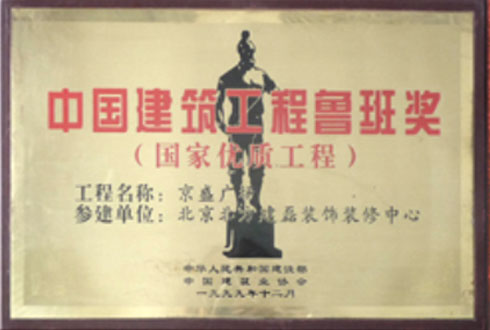 中国建筑工程鲁班奖
(国家优质工程)
工程名称：京盛广场
参建单位：北京北方建磊装饰装修中心
中华人民共和国建设部
中国建筑业协会
一九九九年十二月